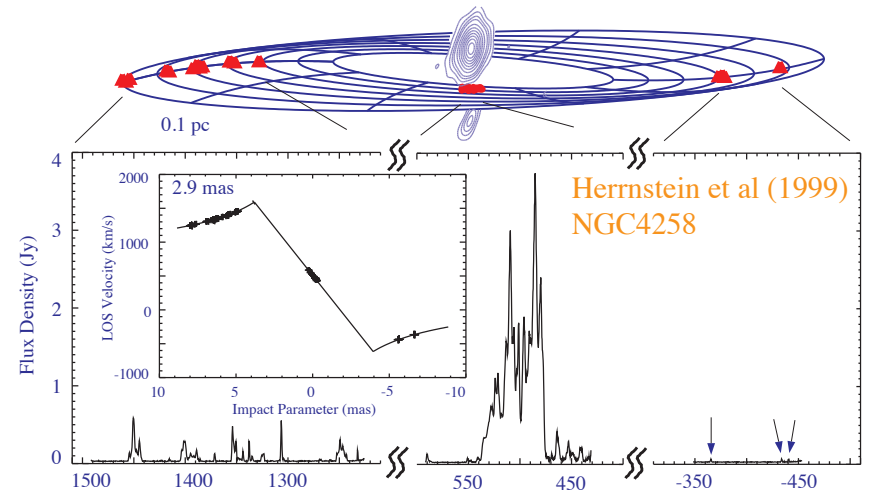 0.1 pc
4
3
2
1
0
Flux Density (Jy)
Herrnstein et al (1999)
NGC4258
2.9 mas
2000
1000
0
-1000
LOS Velocity (km/s)
10 5 0 -5 -10
Impact Parameter (mas)
1500 1400 1300 550 450 -350 -450